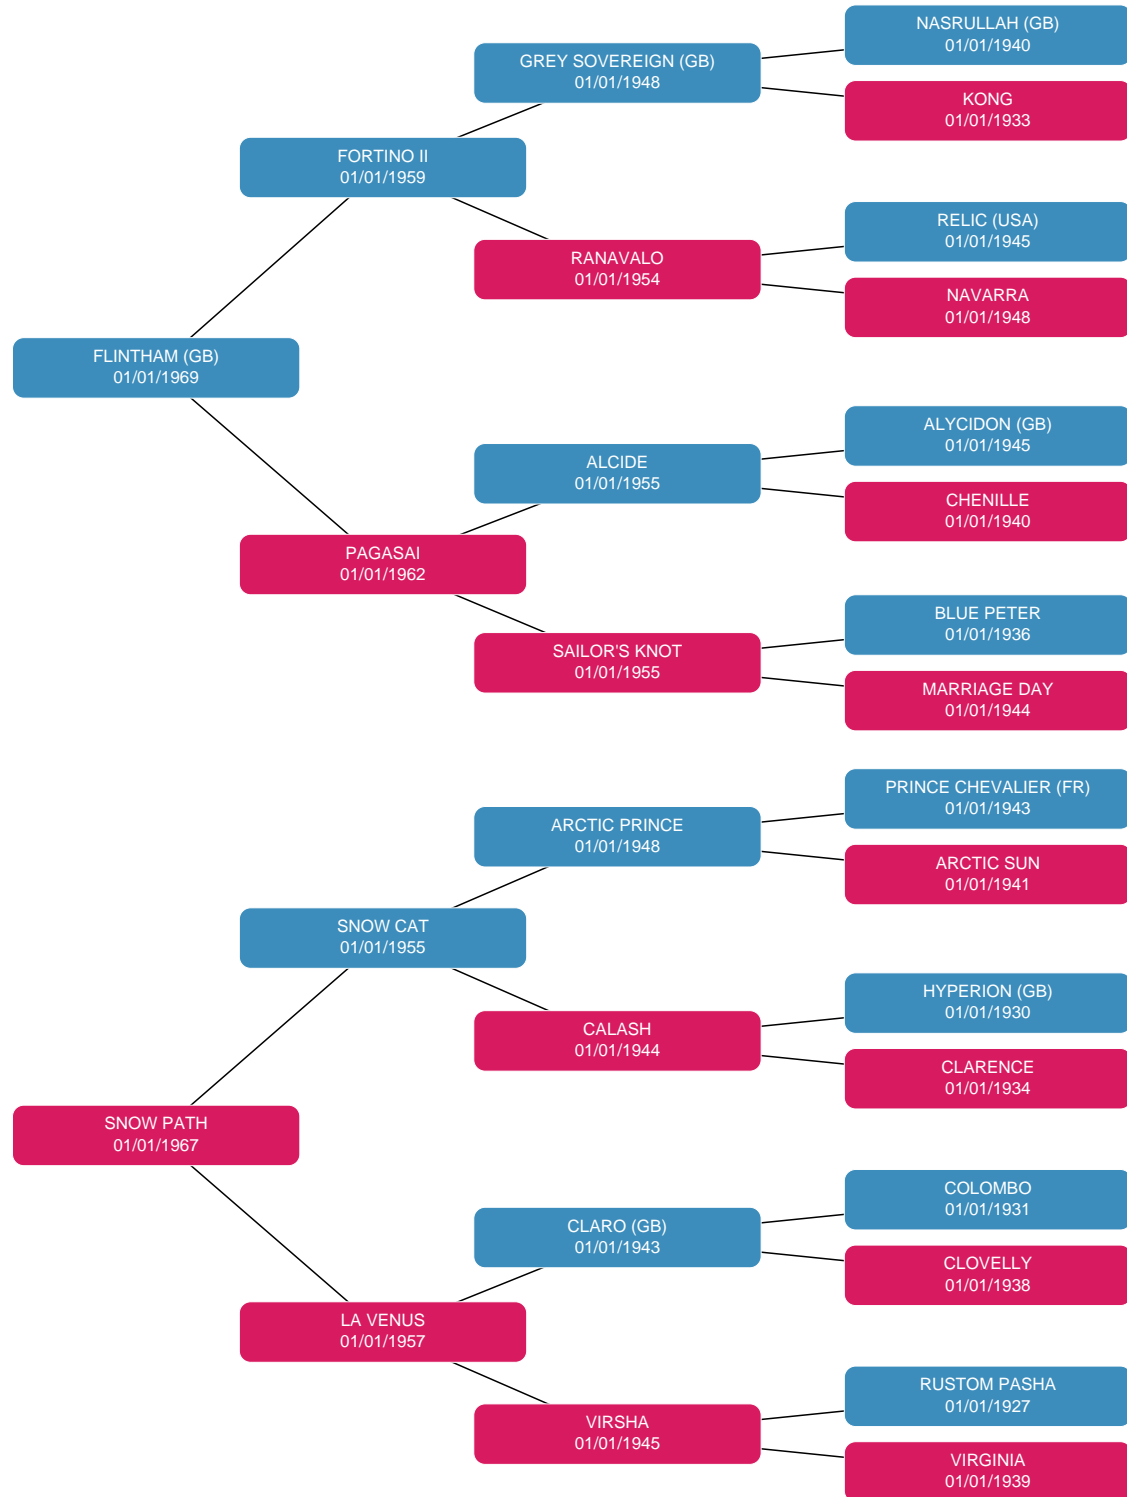 NASRULLAH (GB)
01/01/1940
GREY SOVEREIGN (GB)
01/01/1948
KONG
01/01/1933
FORTINO II
01/01/1959
RELIC (USA)
01/01/1945
RANAVALO
01/01/1954
NAVARRA
01/01/1948
FLINTHAM (GB)
01/01/1969
ALYCIDON (GB)
01/01/1945
ALCIDE
01/01/1955
CHENILLE
01/01/1940
PAGASAI
01/01/1962
BLUE PETER
01/01/1936
SAILOR'S KNOT
01/01/1955
MARRIAGE DAY
01/01/1944
PRINCE CHEVALIER (FR)
01/01/1943
ARCTIC PRINCE
01/01/1948
ARCTIC SUN
01/01/1941
SNOW CAT
01/01/1955
HYPERION (GB)
01/01/1930
CALASH
01/01/1944
CLARENCE
01/01/1934
SNOW PATH
01/01/1967
COLOMBO
01/01/1931
CLARO (GB)
01/01/1943
CLOVELLY
01/01/1938
LA VENUS
01/01/1957
RUSTOM PASHA
01/01/1927
VIRSHA
01/01/1945
VIRGINIA
01/01/1939